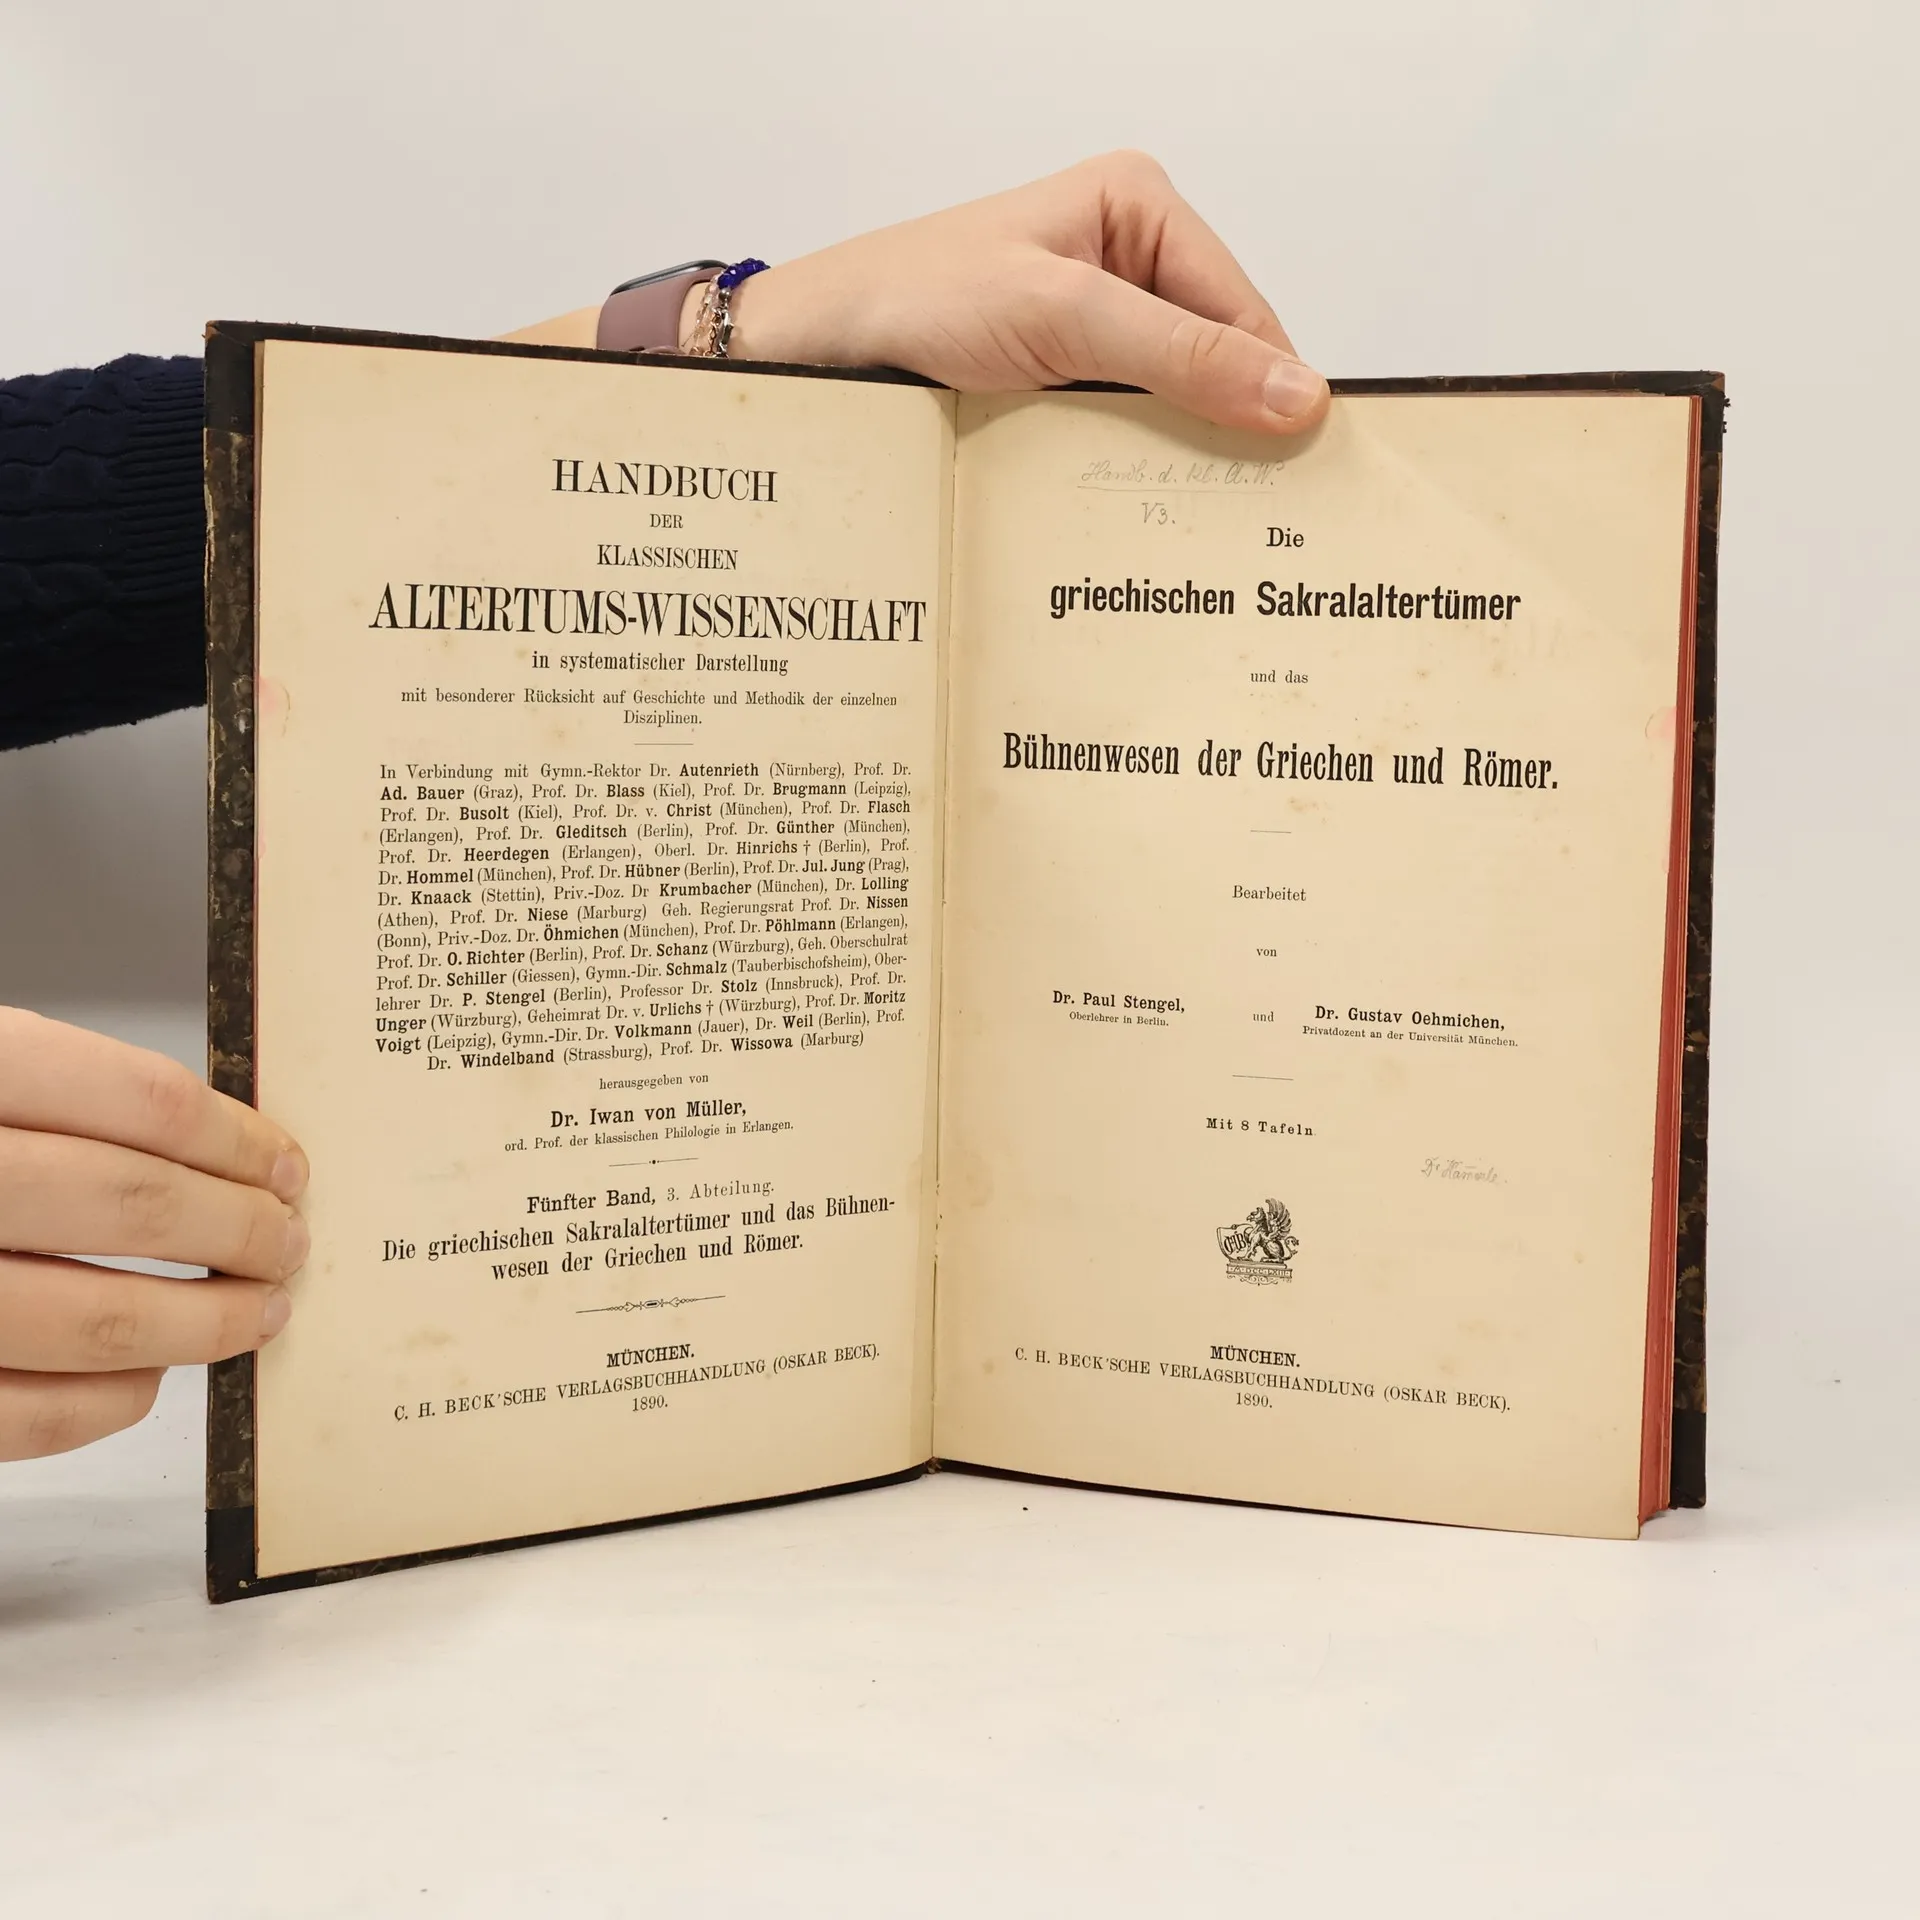 HANDBUCH
DER
KLASSISCHEN
ALTERTUMS-WISSENSCHAFT
in systematischer Darstellung
mit besonderer Rücksicht auf Geschichte und Methodik der einzelnen
Disziplinen.
In Verbindung mit Gymn.-Rektor Dr. Autenrieth (Nürnberg), Prof. Dr.
Ad. Bauer (Graz), Prof. Dr. Blass (Kiel), Prof. Dr. Brugmann (Leipzig),
Prof. Dr. Busolt (Kiel), Prof. Dr. v. Christ (München), Prof. Dr. Flasch
(Erlangen), Prof. Dr. Gleditsch (Berlin), Prof. Dr. Günther (München),
Prof. Dr. Heerdegen (Erlangen), Oberl. Dr. Hinrichs † (Berlin), Prof.
Dr. Hommel (München), Prof. Dr. Hübner (Berlin), Prof. Dr. Jul. Jung (Prag),
Dr. Knaack (Stettin), Priv.-Doz. Dr Krumbacher (München), Dr. Lolling
(Athen), Prof. Dr. Niese (Marburg) Geh. Regierungsrat Prof. Dr. Nissen
(Bonn), Priv.-Doz. Dr. Öhmichen (München), Prof. Dr. Pöhlmann (Erlangen),
Prof. Dr. O. Richter (Berlin), Prof. Dr. Schanz (Würzburg), Geh. Oberschulrat
Prof. Dr. Schiller (Giessen), Gymn.-Dir. Schmalz (Tauberbischofsheim), Ober-
lehrer Dr. P. Stengel (Berlin), Professor Dr. Stolz (Innsbruck), Prof. Dr.
Unger (Würzburg), Geheimrat Dr. v. Urlichs † (Würzburg), Prof. Dr. Moritz
Voigt (Leipzig), Gymn.-Dir. Dr. Volkmann (Jauer), Dr. Weil (Berlin), Prof.
Dr. Windelband (Strassburg), Prof. Dr. Wissowa (Marburg)
herausgegeben von
Dr. Iwan von Müller,
ord. Prof. der klassischen Philologie in Erlangen.
Fünfter Band, 3. Abteilung.
Die griechischen Sakralaltertümer und das Bühnen-
wesen der Griechen und Römer.
MÜNCHEN.
C. H. BECK'SCHE VERLAGSBUCHHANDLUNG (OSKAR BECK).
1890.
Handb. d. kl. A. W.
V3.
Die
griechischen Sakralaltertümer
und das
Bühnenwesen der Griechen und Römer.
Bearbeitet
von
Dr. Paul Stengel, und Dr. Gustav Oehmichen,
Oberlehrer in Berlin. Privatdozent an der Universität München.
Mit 8 Tafeln
Dr
CHB
MÜNCHEN.
C. H. BECK'SCHE VERLAGSBUCHHANDLUNG (OSKAR BECK).
1890.